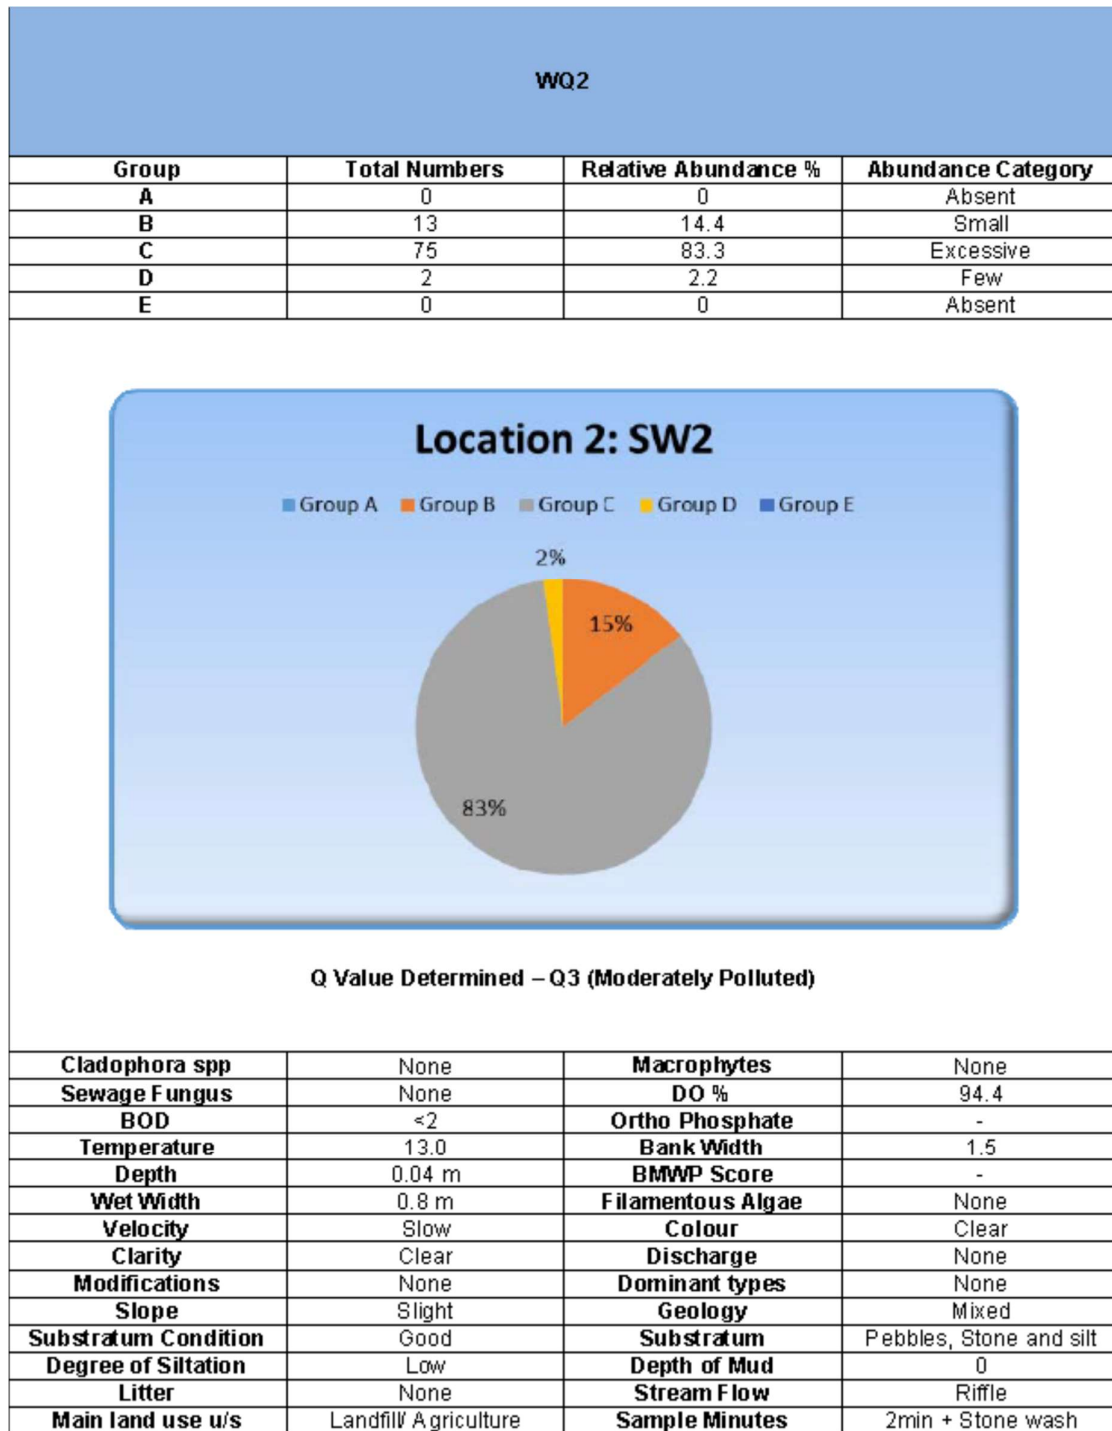 WQ2
Group Total Numbers Relative Abundance % Abundance Category
A 0 0 Absent
B 13 14.4 Small
C 75 83.3 Excessive
D 2 2.2 Few
E 0 0 Absent
Location 2: SW2
Group A Group B Group C Group D Group E
2%
15%
83%
Q Value Determined – Q3 (Moderately Polluted)
Cladophora spp None Macrophytes None
Sewage Fungus None DO % 94.4
BOD <2 Ortho Phosphate -
Temperature 13.0 Bank Width 1.5
Depth 0.04 m BMWP Score -
Wet Width 0.8 m Filamentous Algae None
Velocity Slow Colour Clear
Clarity Clear Discharge None
Modifications None Dominant types None
Slope Slight Geology Mixed
Substratum Condition Good Substratum Pebbles, Stone and silt
Degree of Siltation Low Depth of Mud 0
Litter None Stream Flow Riffle
Main land use u/s Landfill/ Agriculture Sample Minutes 2min + Stone wash